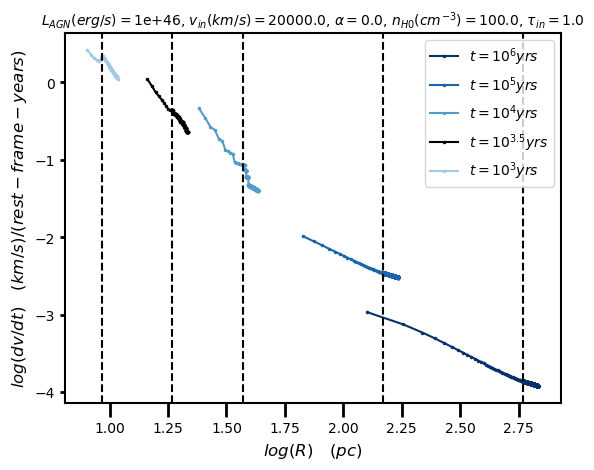 L_{AGN}(erg/s) = 1e+46, v_{in}(km/s) = 20000.0, α = 0.0, n_{H0}(cm^{-3}) = 100.0, τ_{in} = 1.0
log(dv/dt) (km/s)/(rest-frame-years)
0
−1
−2
−3
−4
t = 10^6 yrs
t = 10^5 yrs
t = 10^4 yrs
t = 10^{3.5} yrs
t = 10^3 yrs
1.00 1.25 1.50 1.75 2.00 2.25 2.50 2.75
log(R) (pc)